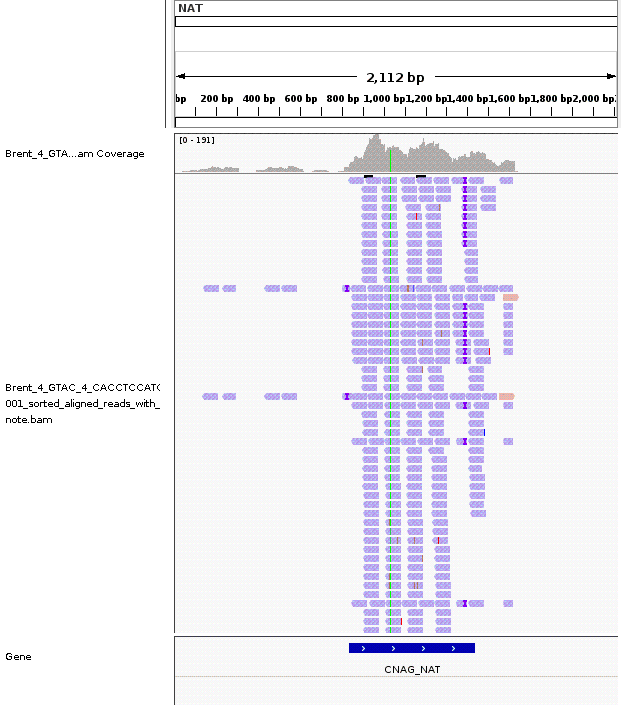 NAT
2,112 bp
bp 200 bp 400 bp 600 bp 800 bp 1,000 bp 1,200 bp 1,400 bp 1,600 bp 1,800 bp 2,000 bp
[0 - 191]
Brent_4_GTA...am Coverage
Brent_4_GTAC_4_CACCTCCATC
001_sorted_aligned_reads_with_
note.bam
Gene
CNAG_NAT